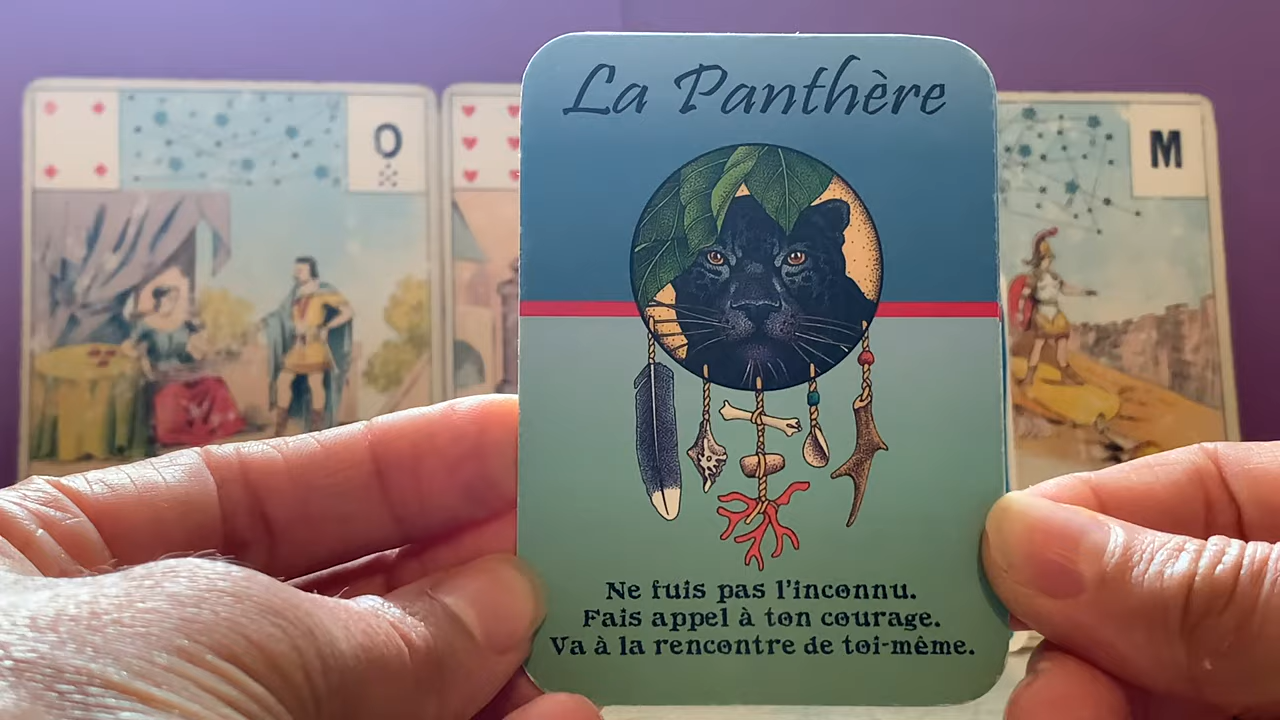 O
M
La Panthère
Ne fuis pas l'inconnu.
Fais appel à ton courage.
Va à la rencontre de toi-même.